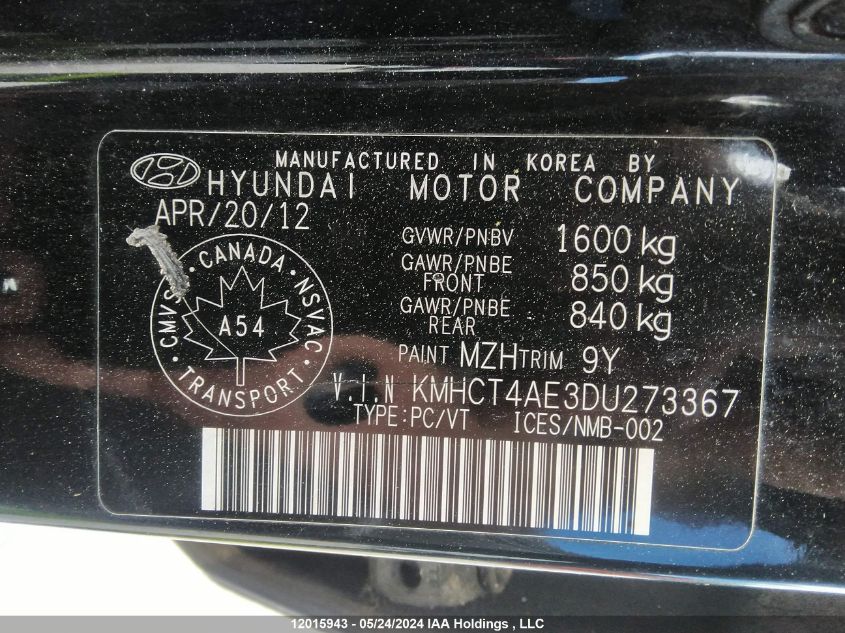 MANUFACTURED IN KOREA BY
HYUNDAI MOTOR COMPANY
APR/20/12
GVWR/PNBV 1600 kg
GAWR/PNBE
FRONT 850 kg
GAWR/PNBE
REAR 840 kg
CMVSS • CANADA • NSVAC
A54
TRANSPORT
PAINT MZH TRIM 9Y
V.I.N KMHCT4AE3DU273367
TYPE:PC/VT ICES/NMB-002
12015943 - 05/24/2024 IAA Holdings , LLC